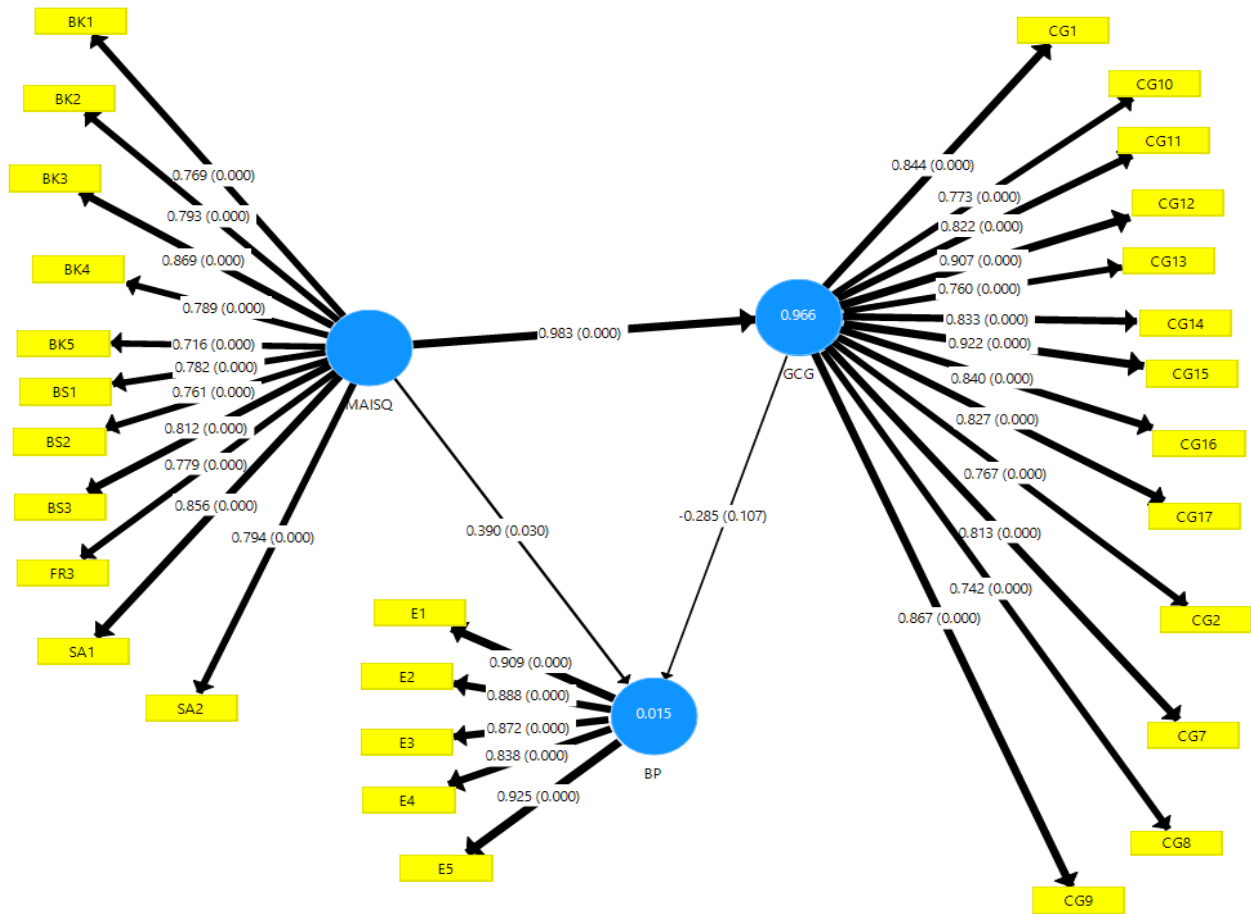 BK1
BK2
BK3
BK4
BK5
BS1
BS2
BS3
FR3
SA1
SA2
0.769 (0.000)
0.793 (0.000)
0.869 (0.000)
0.789 (0.000)
0.716 (0.000)
0.782 (0.000)
0.761 (0.000)
0.812 (0.000)
0.779 (0.000)
0.856 (0.000)
0.794 (0.000)
MAISQ
0.983 (0.000)
0.390 (0.030)
-0.285 (0.107)
0.966
GCG
0.844 (0.000)
0.773 (0.000)
0.822 (0.000)
0.907 (0.000)
0.760 (0.000)
0.833 (0.000)
0.922 (0.000)
0.840 (0.000)
0.827 (0.000)
0.767 (0.000)
0.813 (0.000)
0.742 (0.000)
0.867 (0.000)
CG1
CG10
CG11
CG12
CG13
CG14
CG15
CG16
CG17
CG2
CG7
CG8
CG9
E1
E2
E3
E4
E5
0.909 (0.000)
0.888 (0.000)
0.872 (0.000)
0.838 (0.000)
0.925 (0.000)
0.015
BP